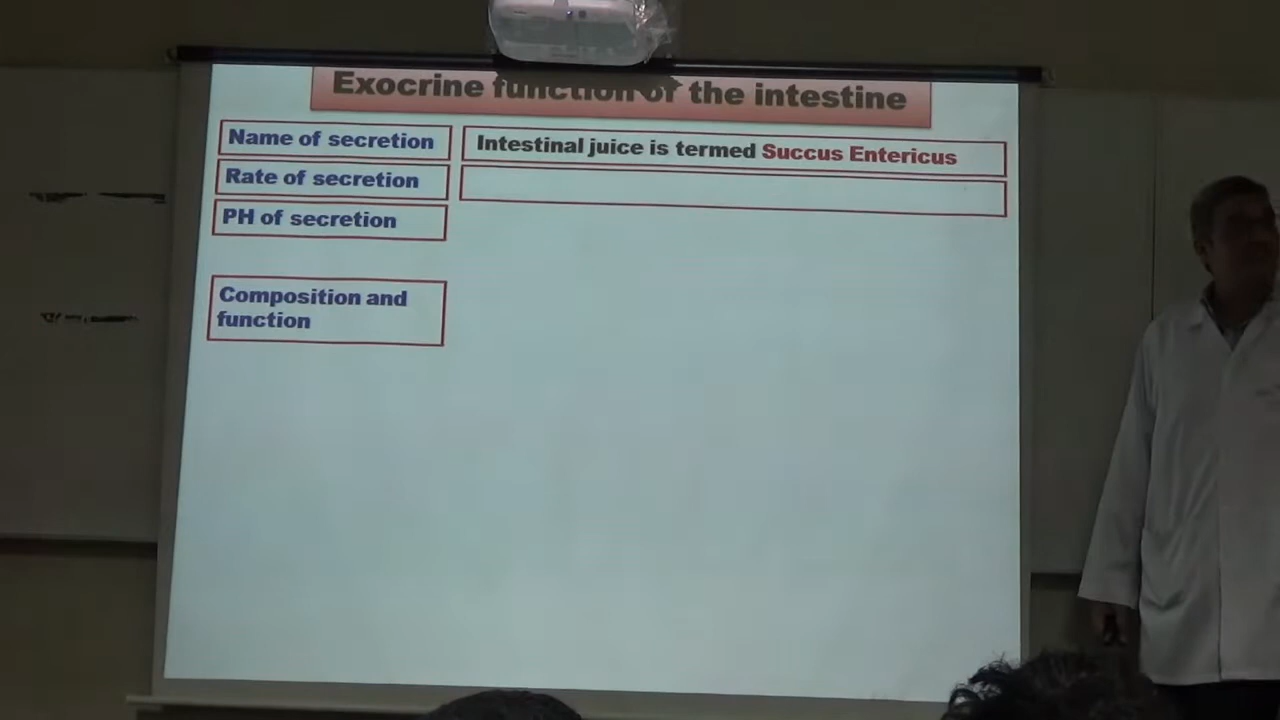 Exocrine function of the intestine
Name of secretion
Intestinal juice is termed Succus Entericus
Rate of secretion
PH of secretion
Composition and
function